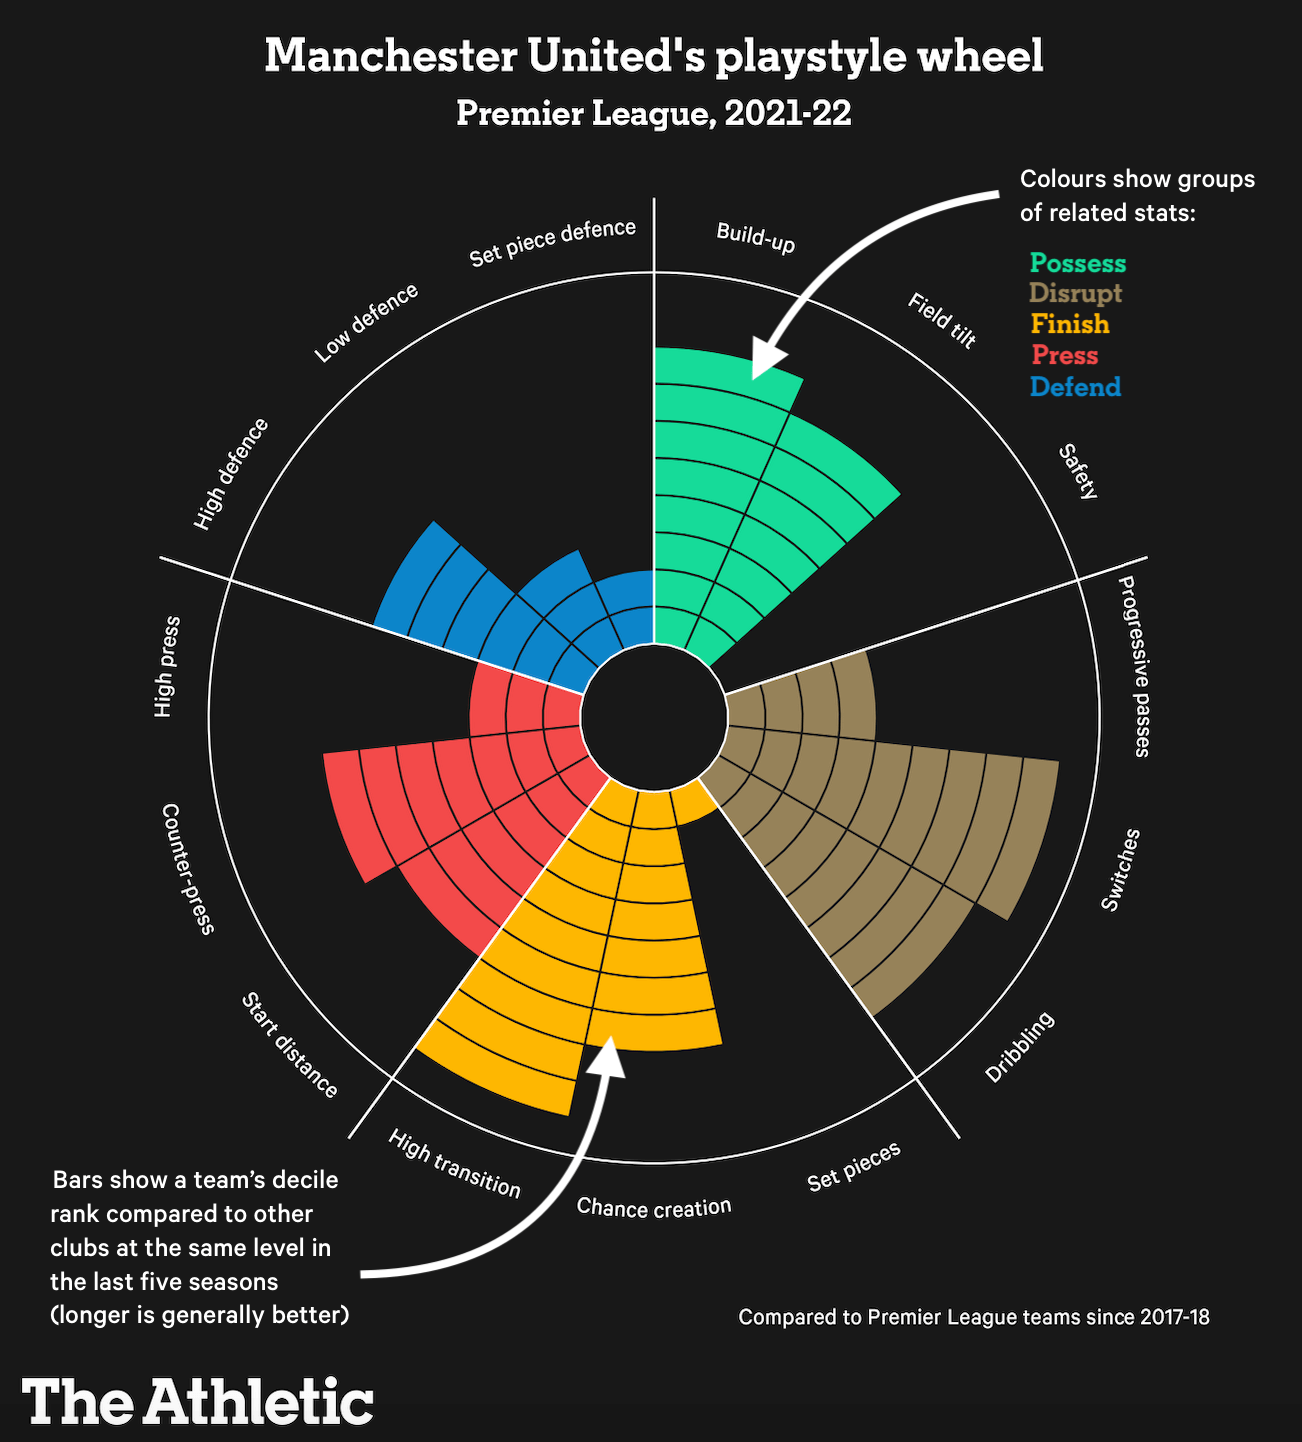 Manchester United's playstyle wheel
Premier League, 2021-22
Colours show groups
of related stats:
Possess
Disrupt
Finish
Press
Defend
Build-up
Field tilt
Safety
Progressive passes
Switches
Dribbling
Set pieces
Chance creation
High transition
Start distance
Counter-press
High press
High defence
Low defence
Set piece defence
Bars show a team’s decile
rank compared to other
clubs at the same level in
the last five seasons
(longer is generally better)
Compared to Premier League teams since 2017-18
The Athletic